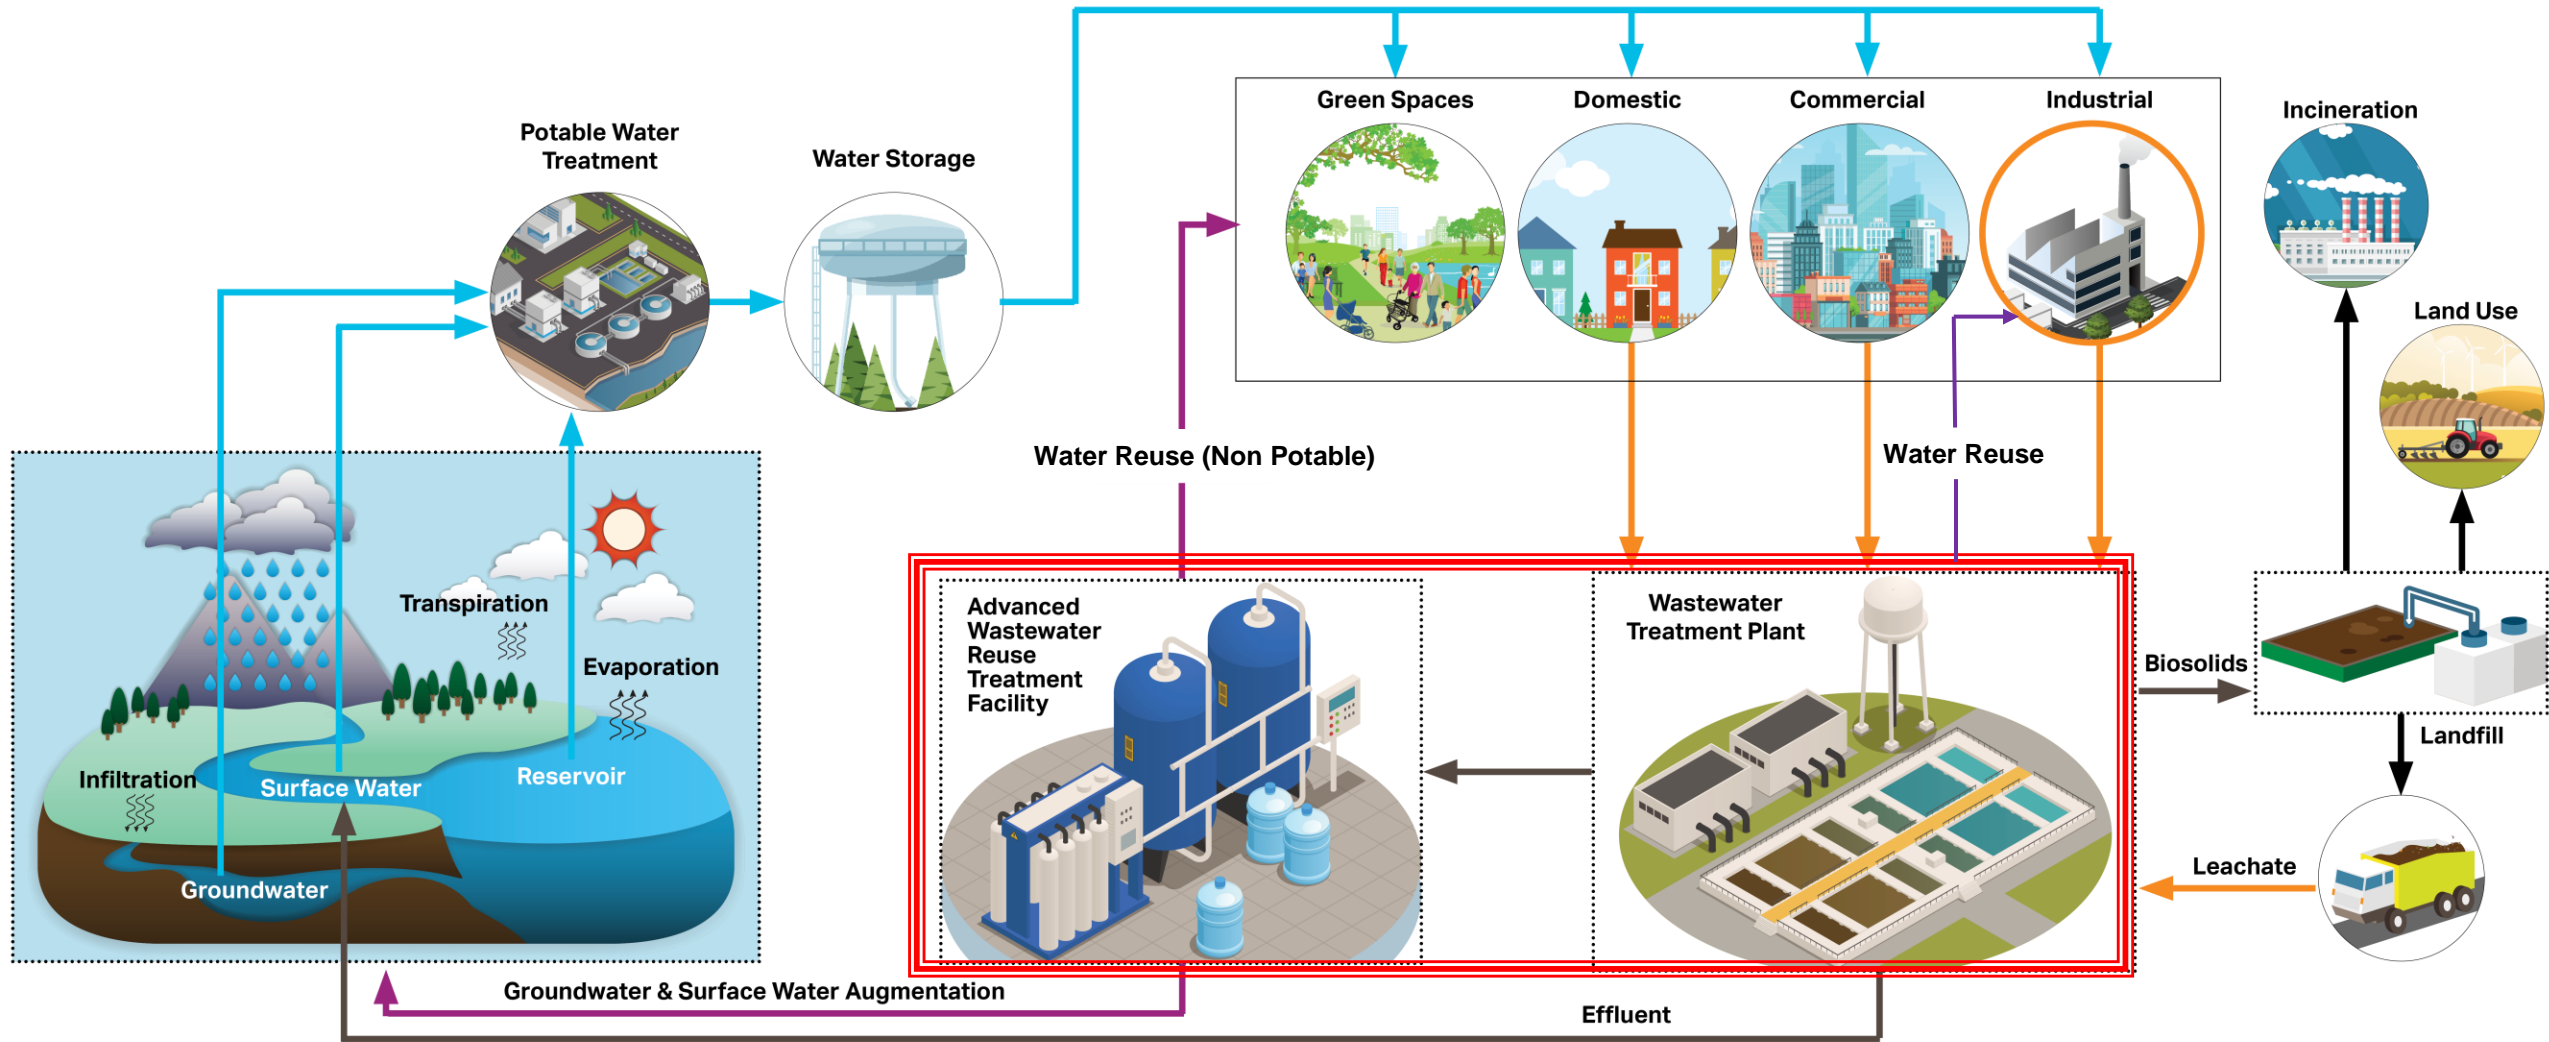 Green Spaces
Domestic
Commercial
Industrial
Incineration
Potable Water
Treatment
Water Storage
Land Use
Water Reuse (Non Potable)
Water Reuse
Transpiration
Evaporation
Infiltration
Surface Water
Reservoir
Groundwater
Advanced
Wastewater
Reuse
Treatment
Facility
Wastewater
Treatment Plant
Biosolids
Landfill
Leachate
Groundwater & Surface Water Augmentation
Effluent